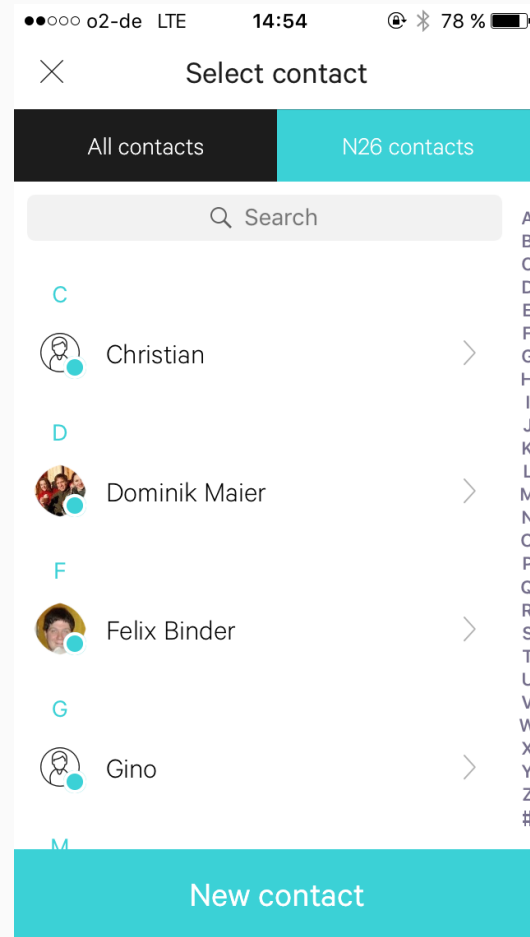 o2-de LTE 14:54 78 %
Select contact
All contacts N26 contacts
Search
C
Christian
D
Dominik Maier
F
Felix Binder
G
Gino
M
New contact
A
B
C
D
E
F
G
H
I
J
K
L
M
N
O
P
Q
R
S
T
U
V
W
X
Y
Z
#